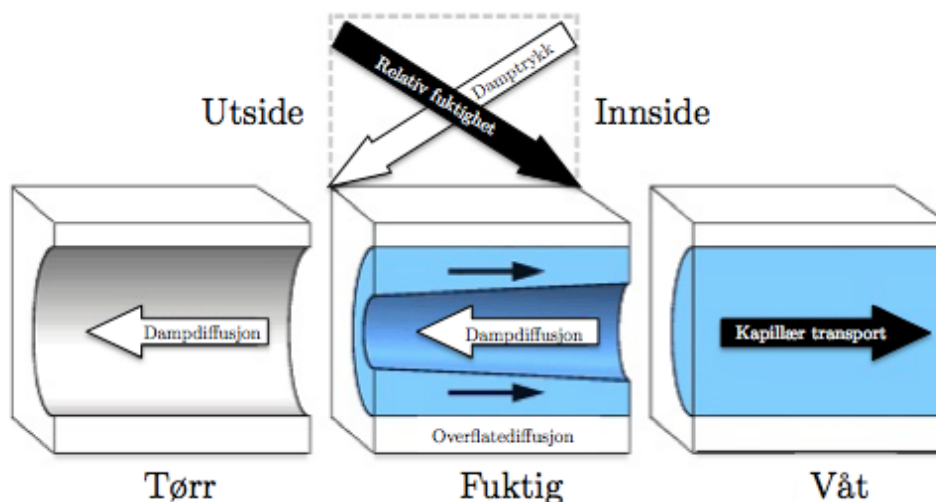 Relativ fuktighet
Damptrykk
Utside
Innside
Dampdiffusjon
Dampdiffusjon
Kapillær transport
Overflatediffusjon
Tørr
Fuktig
Våt